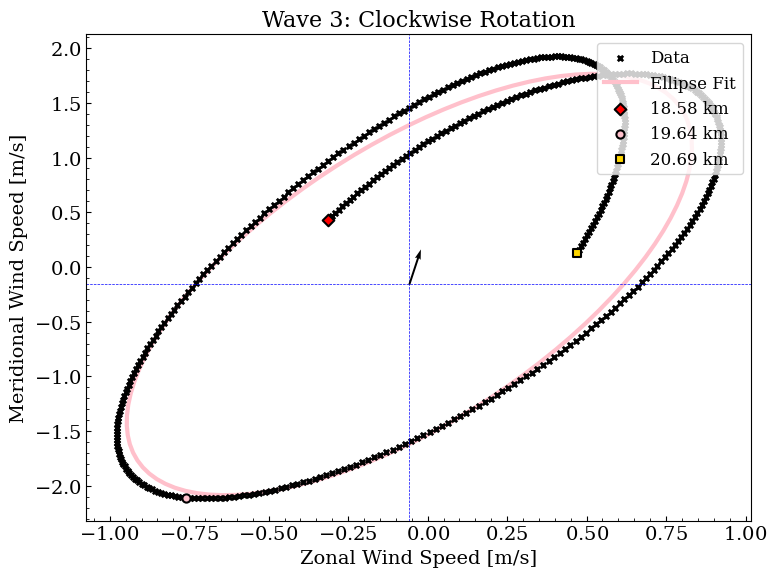 Wave 3: Clockwise Rotation
Meridional Wind Speed [m/s]
2.0
1.5
1.0
0.5
0.0
−0.5
−1.0
−1.5
−2.0
Data
Ellipse Fit
18.58 km
19.64 km
20.69 km
−1.00 −0.75 −0.50 −0.25 0.00 0.25 0.50 0.75 1.00
Zonal Wind Speed [m/s]